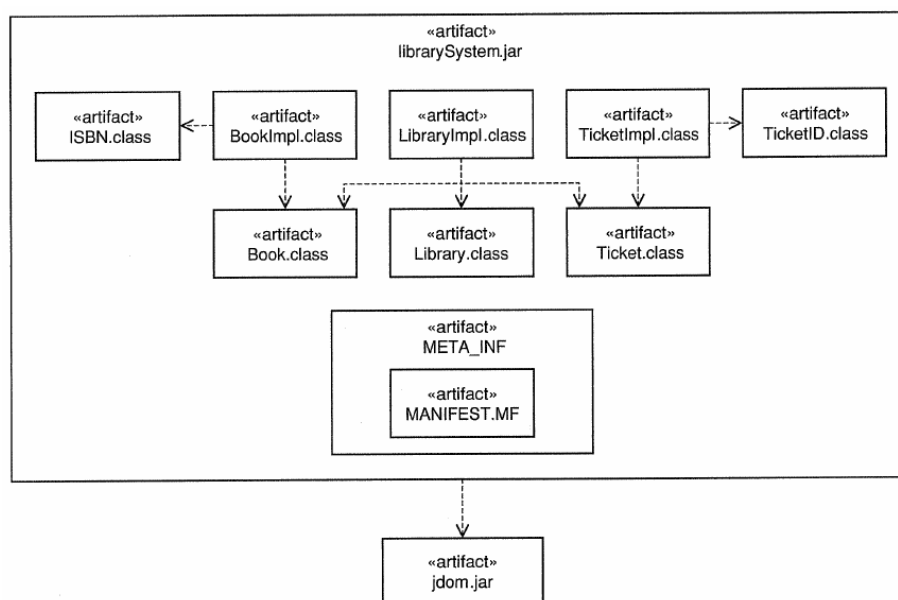 «artifact»
librarySystem.jar
«artifact»
ISBN.class
«artifact»
BookImpl.class
«artifact»
LibraryImpl.class
«artifact»
TicketImpl.class
«artifact»
TicketID.class
«artifact»
Book.class
«artifact»
Library.class
«artifact»
Ticket.class
«artifact»
META_INF
«artifact»
MANIFEST.MF
«artifact»
jdom.jar